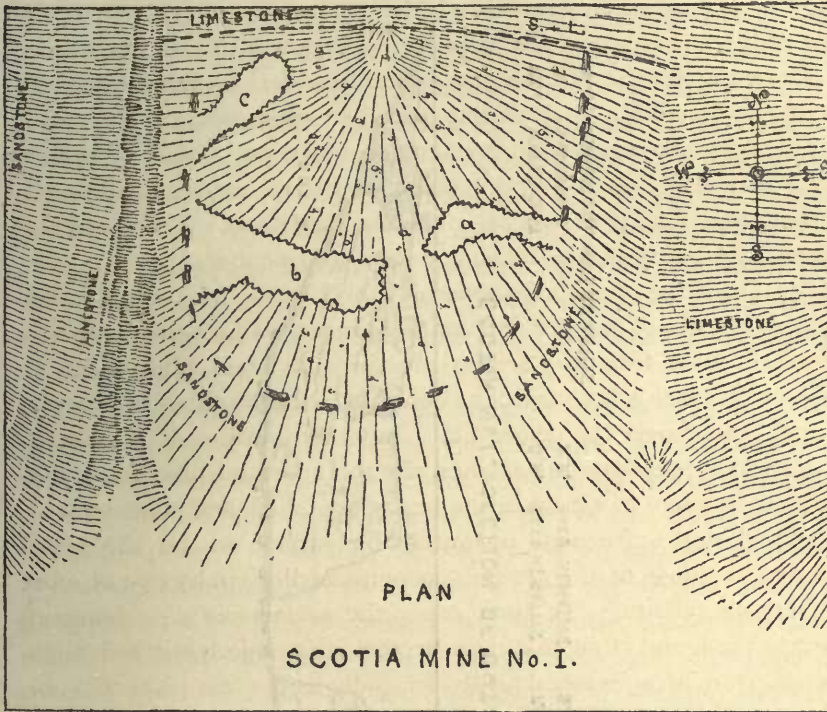 LIMESTONE
S. + L.
SANDSTONE
C
N
W
E
S
a
b
LIMESTONE
LIMESTONE
SANDSTONE
SANDSTONE
PLAN
SCOTIA MINE No. I.